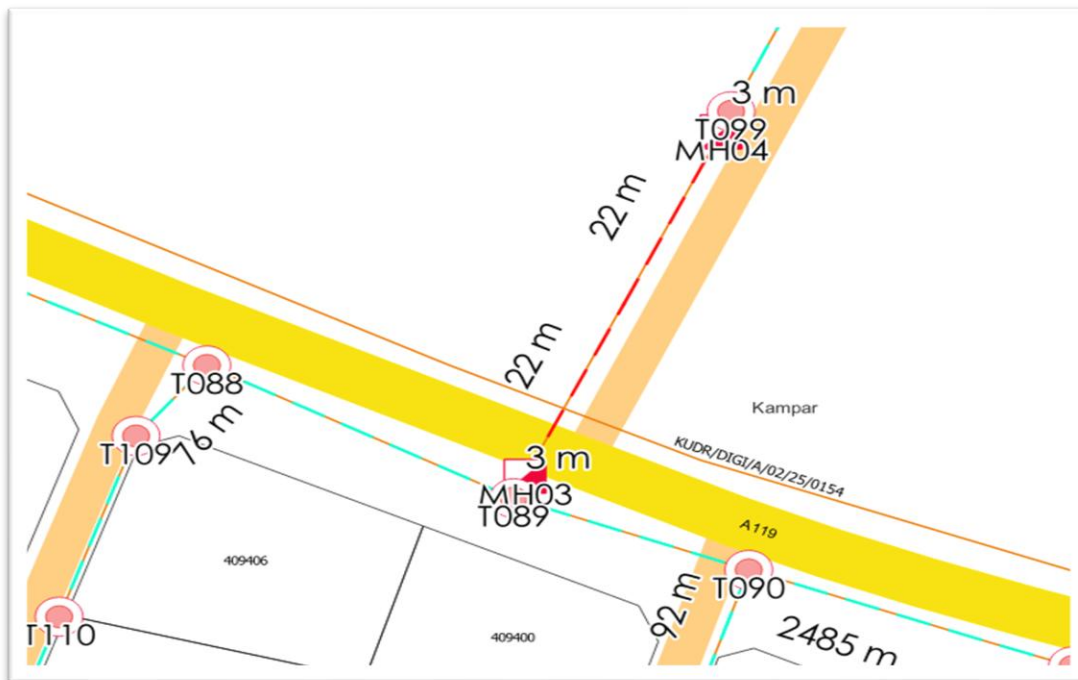 3 m
T099
MH04
22 m
22 m
T088
Kampar
76 m
T109
KUDR/DIGI/A/02/25/0154
3 m
MH03
T089
A119
409406
T090
92 m
T110
409400
2485 m